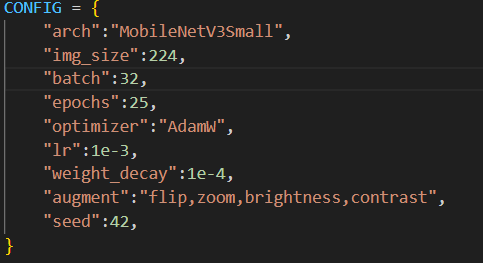 CONFIG = {
    "arch":"MobileNetV3Small",
    "img_size":224,
    "batch":32,
    "epochs":25,
    "optimizer":"AdamW",
    "lr":1e-3,
    "weight_decay":1e-4,
    "augment":"flip,zoom,brightness,contrast",
    "seed":42,
}